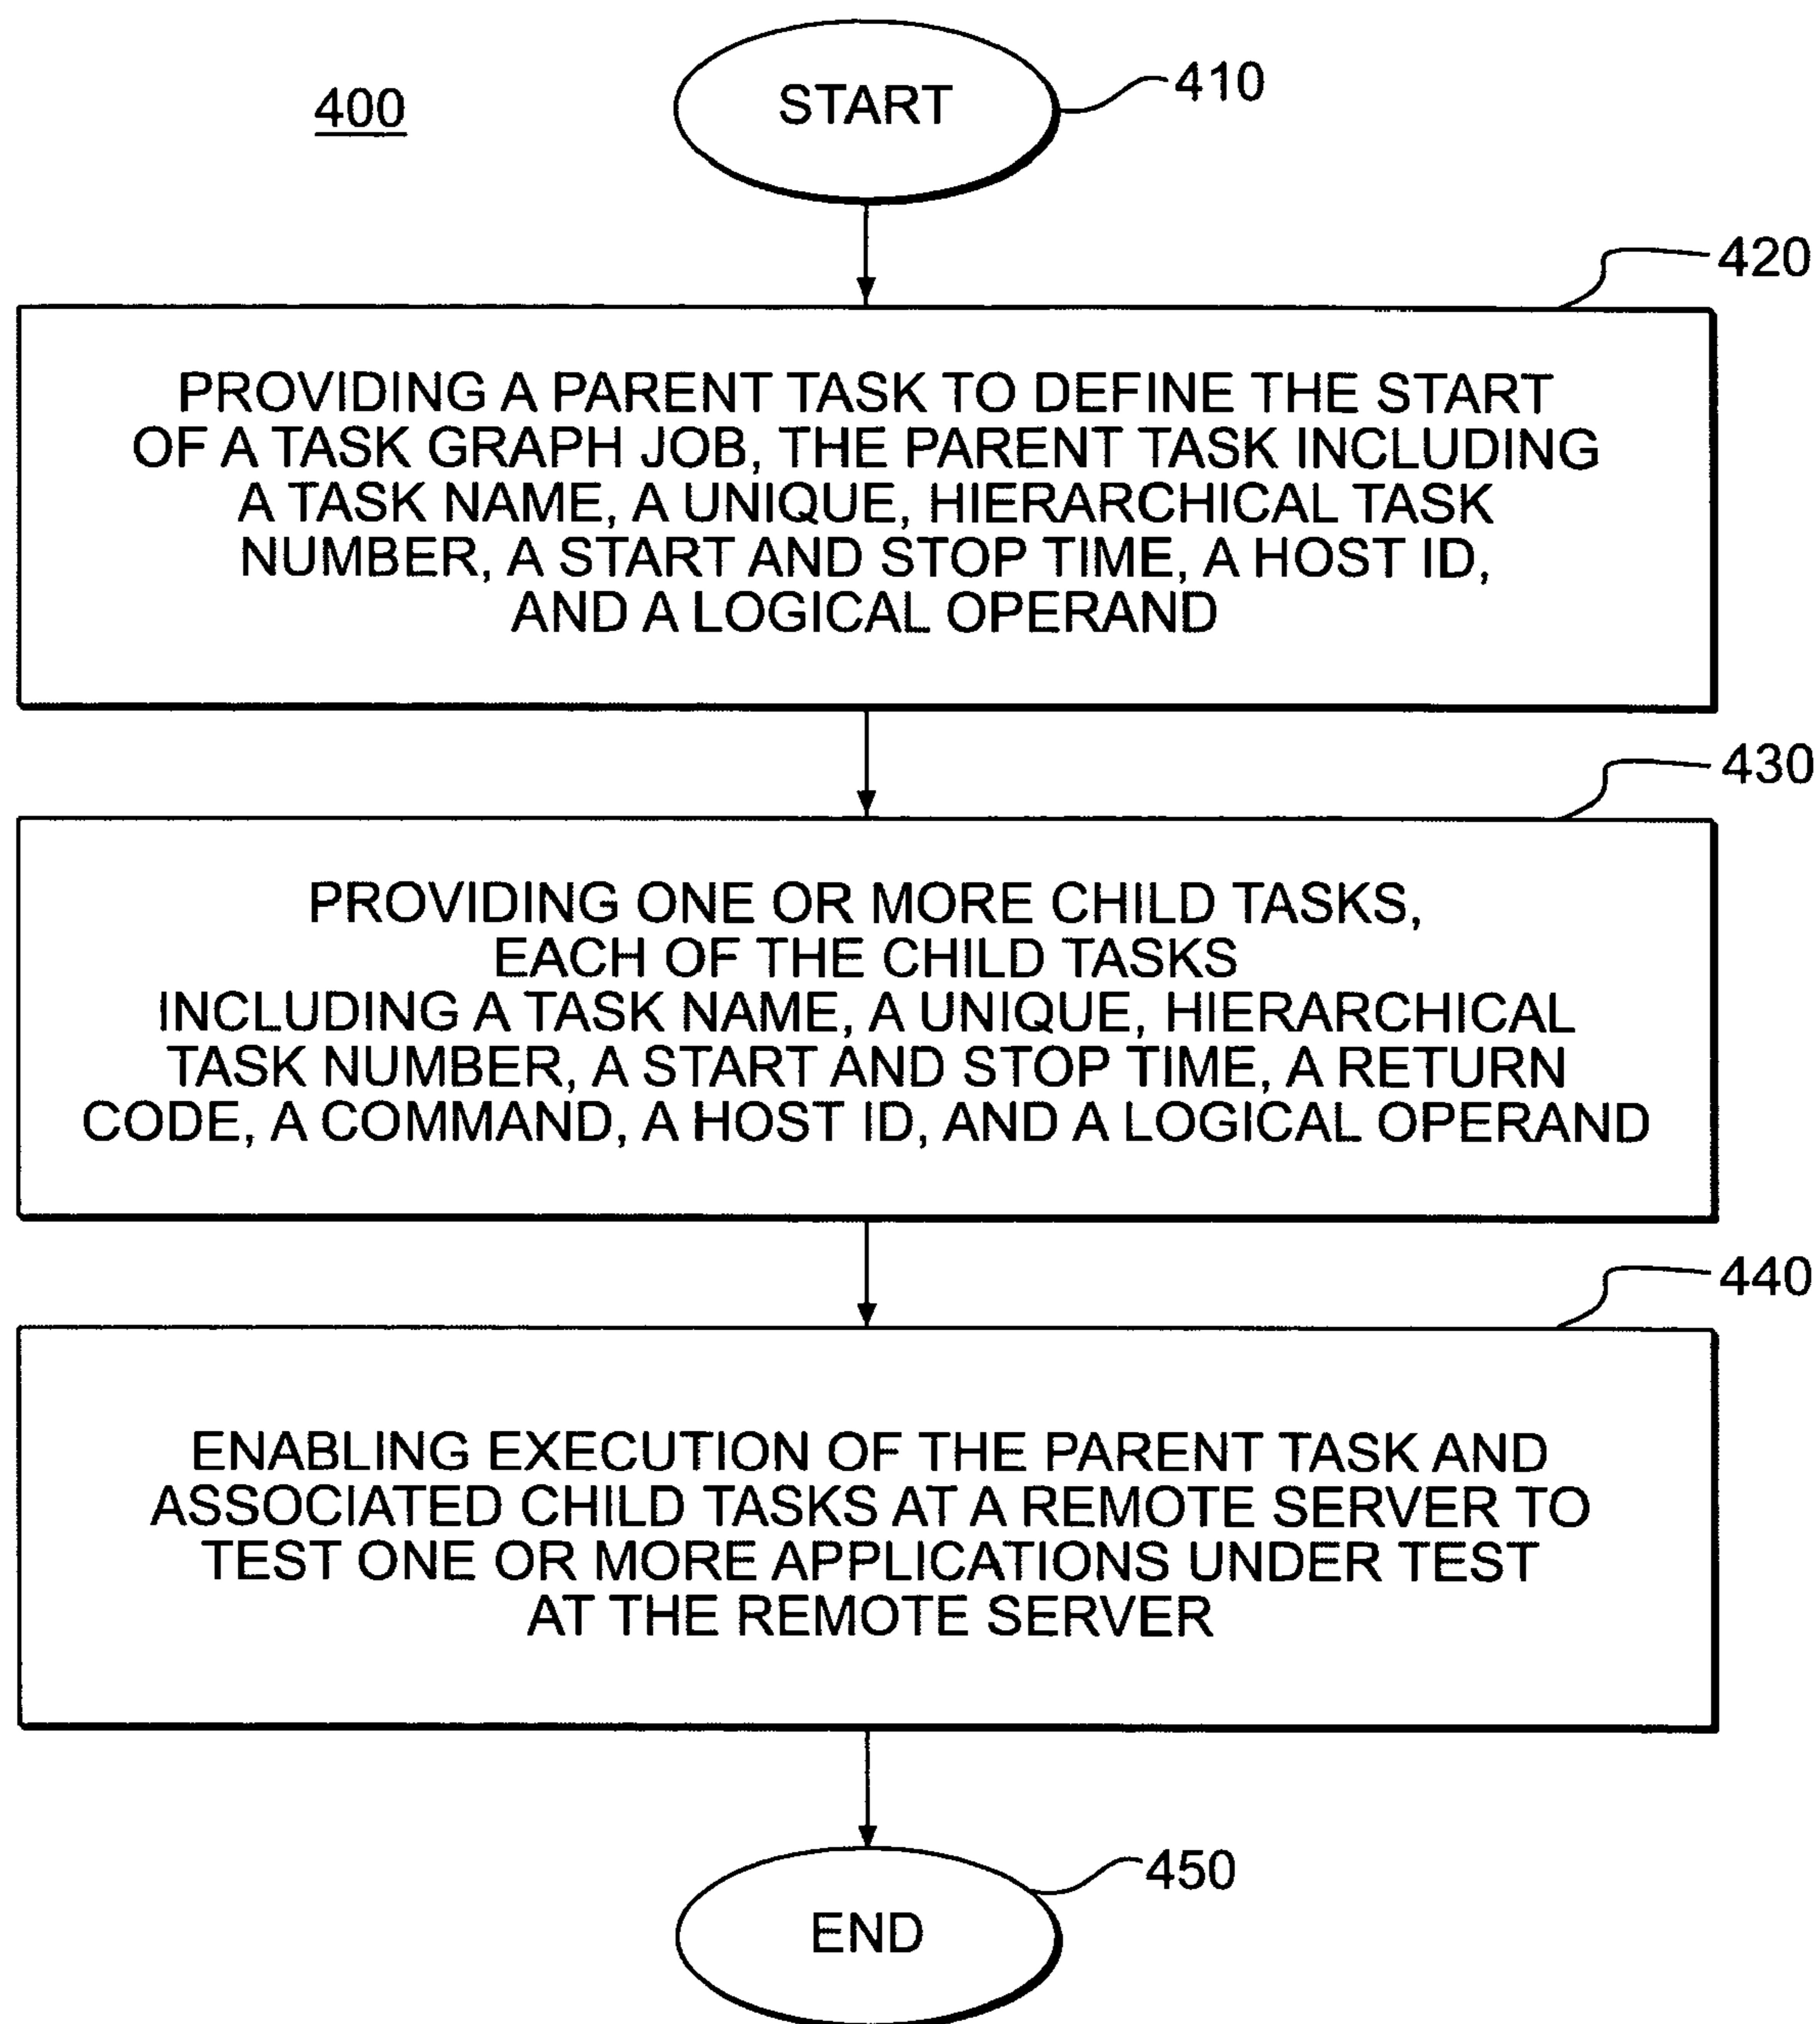 400
START
410
420
PROVIDING A PARENT TASK TO DEFINE THE START
OF A TASK GRAPH JOB, THE PARENT TASK INCLUDING
A TASK NAME, A UNIQUE, HIERARCHICAL TASK
NUMBER, A START AND STOP TIME, A HOST ID,
AND A LOGICAL OPERAND
430
PROVIDING ONE OR MORE CHILD TASKS,
EACH OF THE CHILD TASKS
INCLUDING A TASK NAME, A UNIQUE, HIERARCHICAL
TASK NUMBER, A START AND STOP TIME, A RETURN
CODE, A COMMAND, A HOST ID, AND A LOGICAL OPERAND
440
ENABLING EXECUTION OF THE PARENT TASK AND
ASSOCIATED CHILD TASKS AT A REMOTE SERVER TO
TEST ONE OR MORE APPLICATIONS UNDER TEST
AT THE REMOTE SERVER
450
END